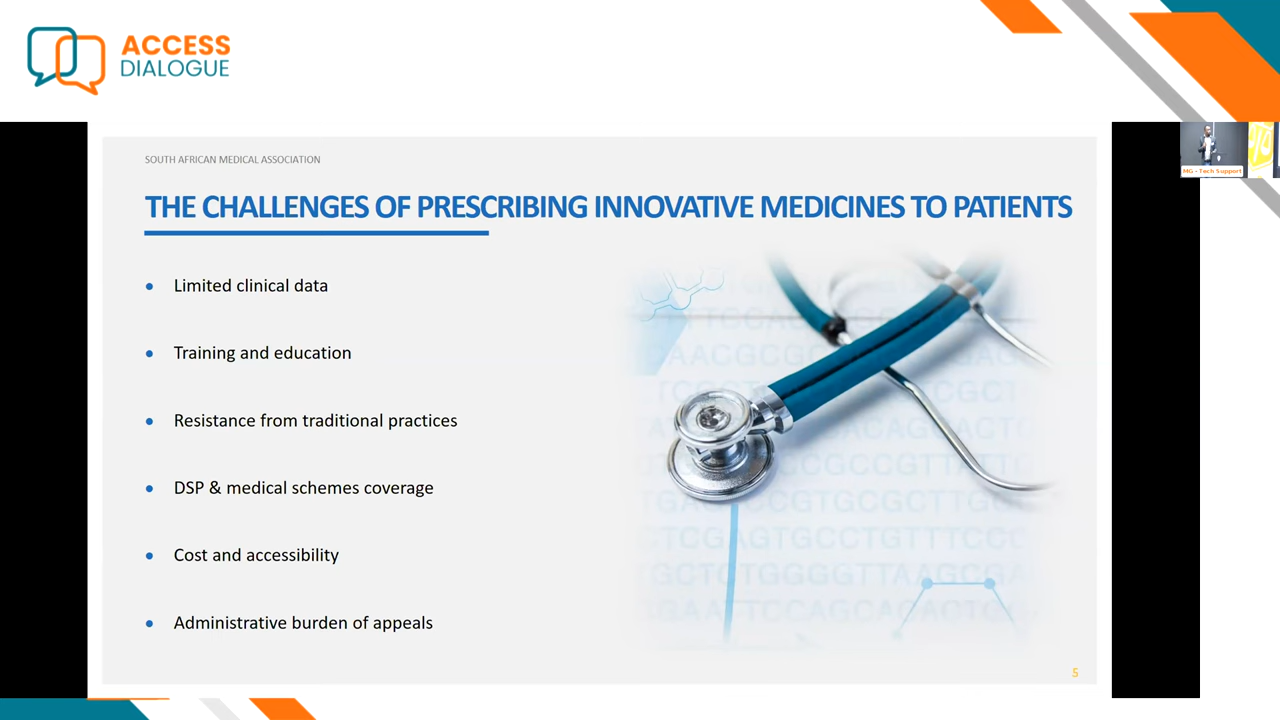 ACCESS
DIALOGUE
MG - Tech Support
SOUTH AFRICAN MEDICAL ASSOCIATION
THE CHALLENGES OF PRESCRIBING INNOVATIVE MEDICINES TO PATIENTS
Limited clinical data
Training and education
Resistance from traditional practices
DSP & medical schemes coverage
Cost and accessibility
Administrative burden of appeals
5